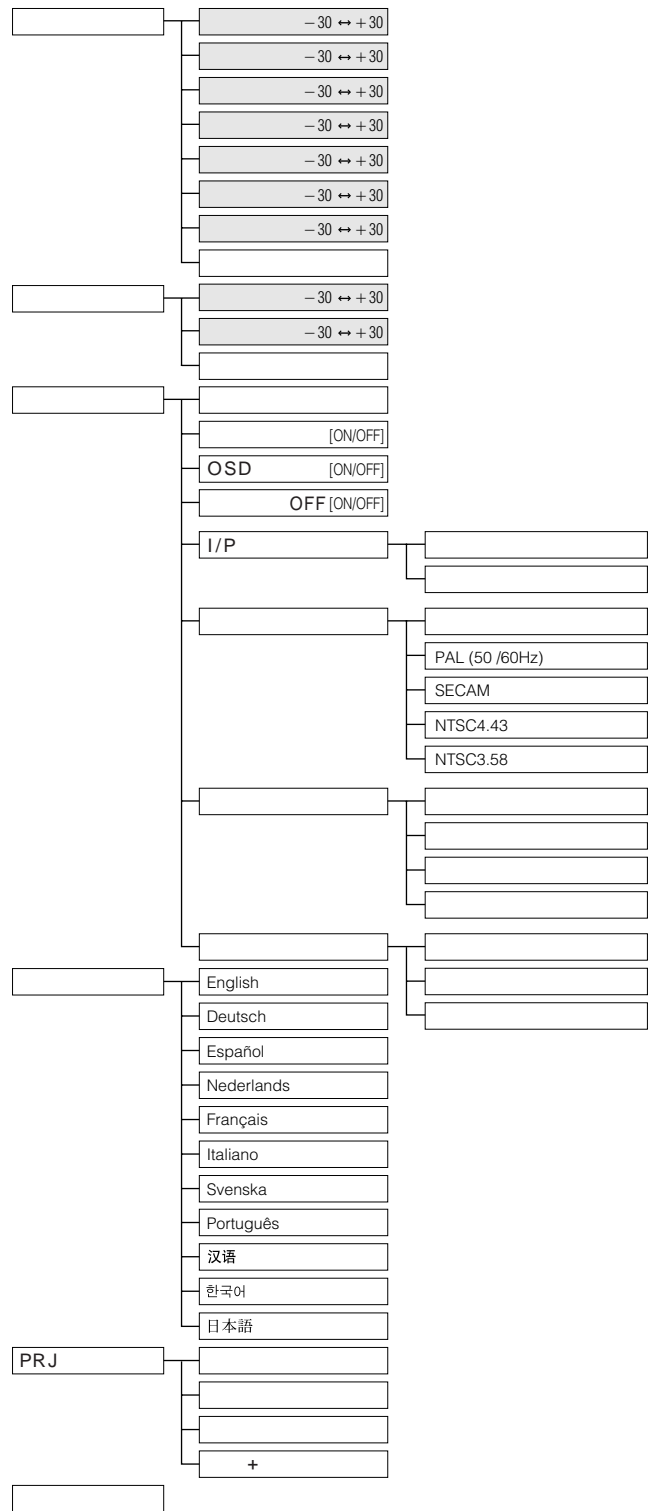 −30 ↔ +30
−30 ↔ +30
−30 ↔ +30
−30 ↔ +30
−30 ↔ +30
−30 ↔ +30
−30 ↔ +30
−30 ↔ +30
−30 ↔ +30
[ON/OFF]
OSD [ON/OFF]
OFF [ON/OFF]
I/P
PAL (50 /60Hz)
SECAM
NTSC4.43
NTSC3.58
English
Deutsch
Español
Nederlands
Français
Italiano
Svenska
Português
汉语
한국어
日本語
PRJ
+